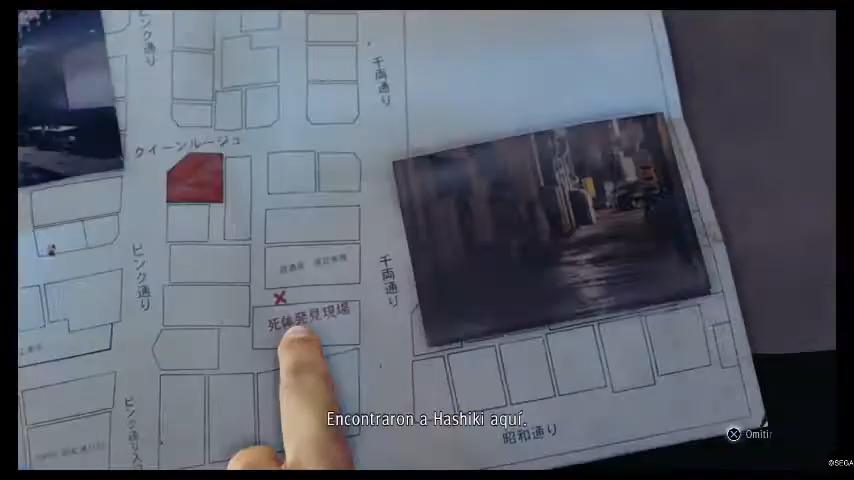 ピンク通り
千両通り
クイーンルージュ
ピンク通り
千両通り
死体発見現場
ピンク通り入口
昭和通り
Encontraron a Hashiki aquí.
Omitir
©SEGA